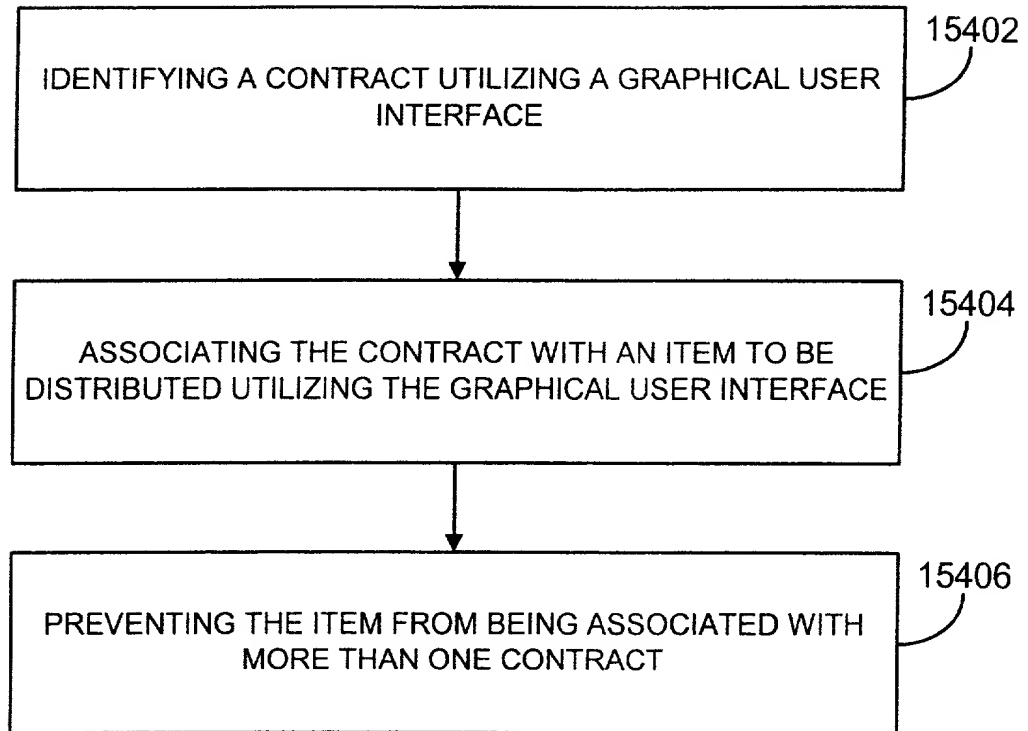 15402
IDENTIFYING A CONTRACT UTILIZING A GRAPHICAL USER
INTERFACE
15404
ASSOCIATING THE CONTRACT WITH AN ITEM TO BE
DISTRIBUTED UTILIZING THE GRAPHICAL USER INTERFACE
15406
PREVENTING THE ITEM FROM BEING ASSOCIATED WITH
MORE THAN ONE CONTRACT